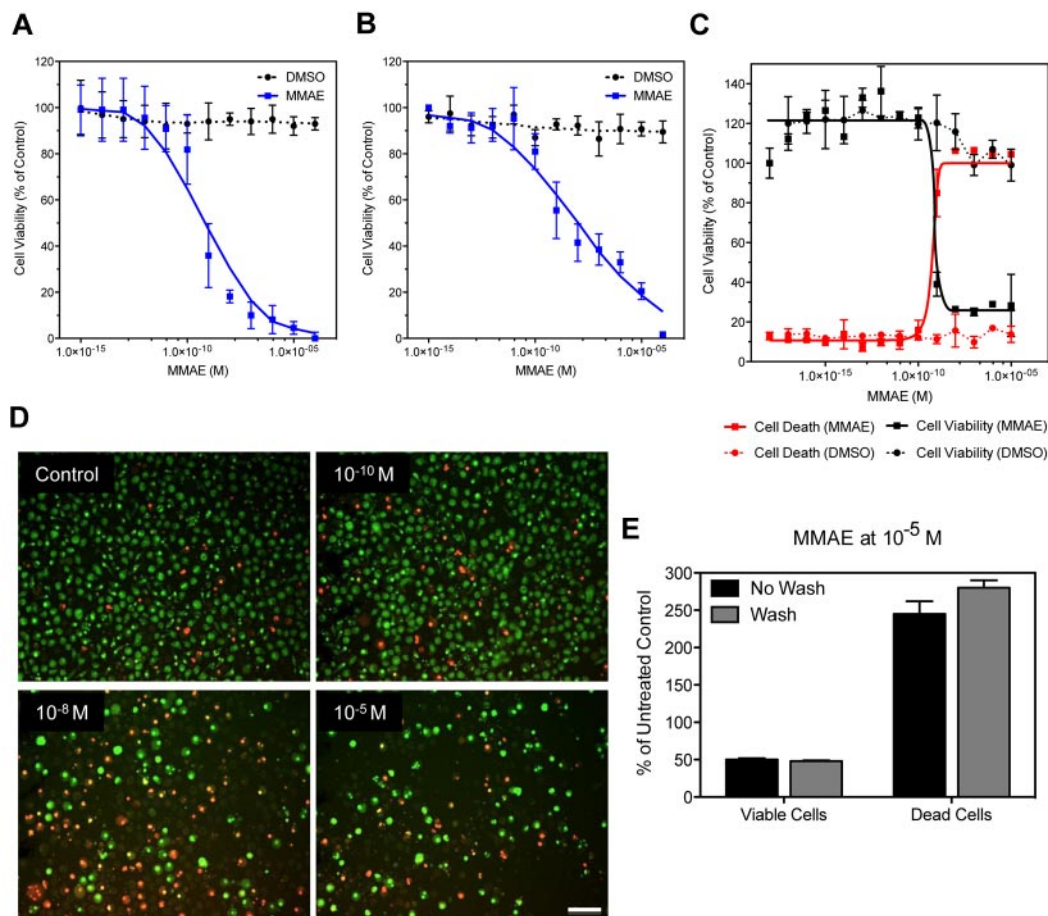 A
Cell Viability (% of Control)
120
100
80
60
40
20
0
DMSO
MMAE
1.0×10⁻¹⁵
1.0×10⁻¹⁰
1.0×10⁻⁰⁵
MMAE (M)
B
Cell Viability (% of Control)
120
100
80
60
40
20
0
DMSO
MMAE
1.0×10⁻¹⁵
1.0×10⁻¹⁰
1.0×10⁻⁰⁵
MMAE (M)
C
Cell Viability (% of Control)
140
120
100
80
60
40
20
0
1.0×10⁻¹⁵
1.0×10⁻¹⁰
1.0×10⁻⁰⁵
MMAE (M)
Cell Death (MMAE)
Cell Viability (MMAE)
Cell Death (DMSO)
Cell Viability (DMSO)
D
Control
10⁻¹⁰ M
10⁻⁸ M
10⁻⁵ M
E
MMAE at 10⁻⁵ M
% of Untreated Control
300
250
200
150
100
50
0
No Wash
Wash
Viable Cells
Dead Cells